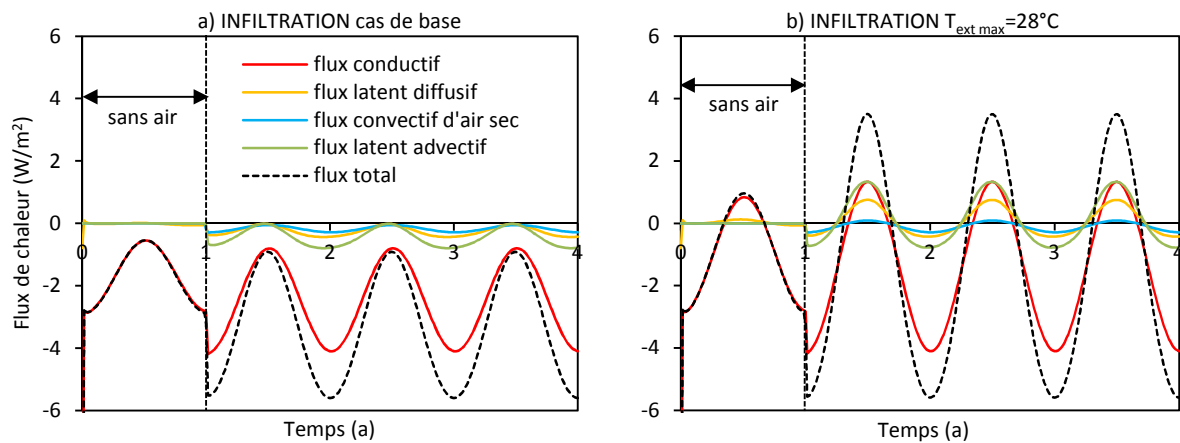 a) INFILTRATION cas de base
6
4
2
0
-2
-4
-6
0
1
2
3
4
Flux de chaleur (W/m²)
Temps (a)
sans air
flux conductif
flux latent diffusif
flux convectif d'air sec
flux latent advectif
flux total
b) INFILTRATION T ext max=28°C
6
4
2
0
-2
-4
-6
0
1
2
3
4
sans air
Temps (a)